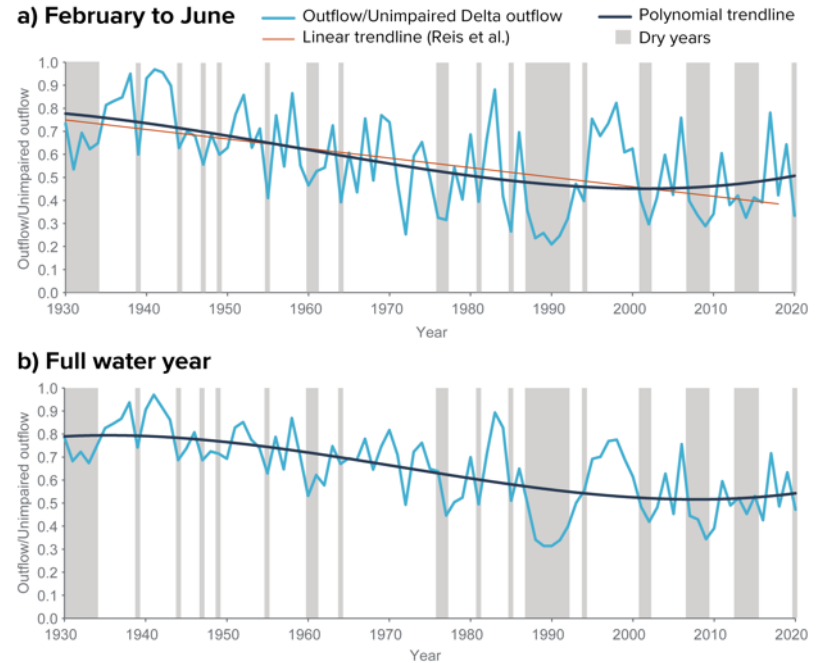 a) February to June
Outflow/Unimpaired Delta outflow
Polynomial trendline
Linear trendline (Reis et al.)
Dry years
Outflow/Unimpaired outflow
1.0
0.9
0.8
0.7
0.6
0.5
0.4
0.3
0.2
0.1
0.0
1930 1940 1950 1960 1970 1980 1990 2000 2010 2020
Year
b) Full water year
Outflow/Unimpaired outflow
1.0
0.9
0.8
0.7
0.6
0.5
0.4
0.3
0.2
0.1
0.0
1930 1940 1950 1960 1970 1980 1990 2000 2010 2020
Year